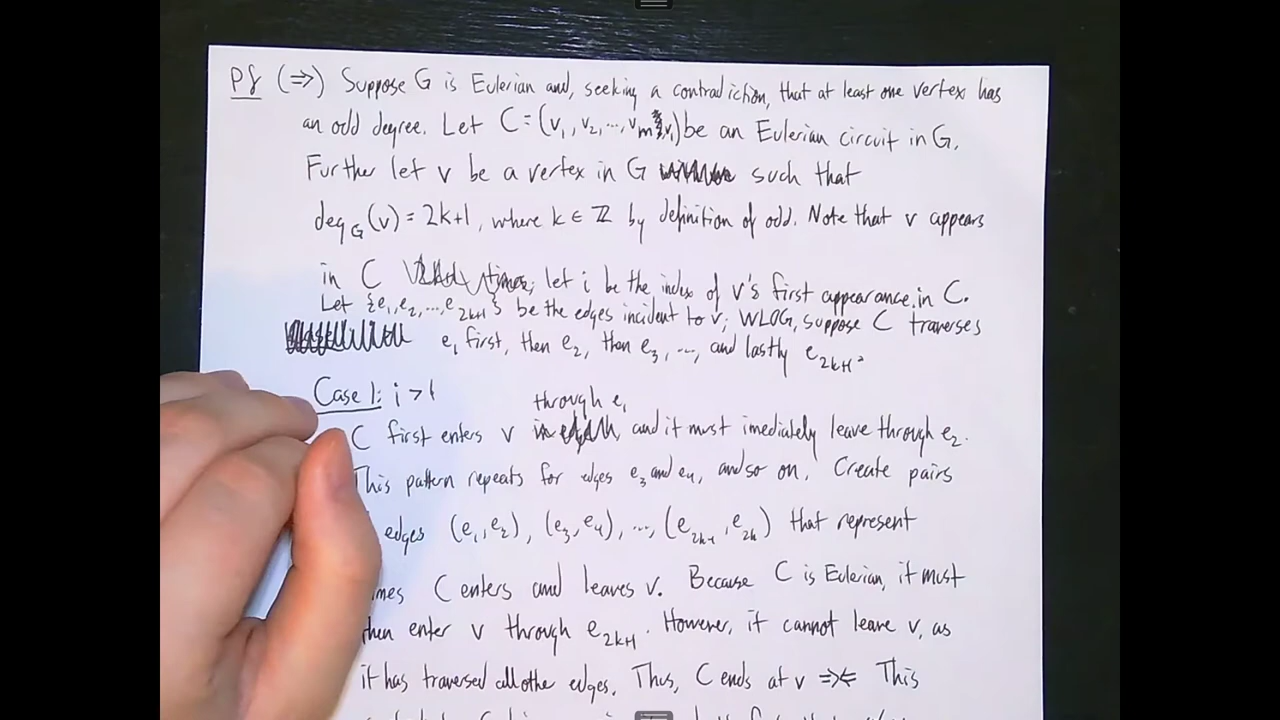 Pf (⇒) Suppose G is Eulerian and, seeking a contradiction, that at least one vertex has
an odd degree. Let C=(v₁, v₂, ..., vm, v₁) be an Eulerian circuit in G.
Further let v be a vertex in G such that
deg_G(v) = 2k+1, where k ∈ ℤ by definition of odd. Note that v appears
in C times; let i be the index of v's first appearance in C.
Let {e₁, e₂, ..., e₂ₖ₊₁} be the edges incident to v; WLOG, suppose C traverses
e₁ first, then e₂, then e₃, ..., and lastly e₂ₖ₊₁.
Case 1: i > 1
through e₁
C first enters v, and it must imediately leave through e₂.
This pattern repeats for edges e₃ and e₄, and so on. Create pairs
edges (e₁, e₂), (e₃, e₄), ..., (e₂ₖ₋₁, e₂ₖ) that represent
C enters and leaves v. Because C is Eulerian, it must
then enter v through e₂ₖ₊₁. However, it cannot leave v, as
it has traversed all other edges. Thus, C ends at v ⇒⇐ This